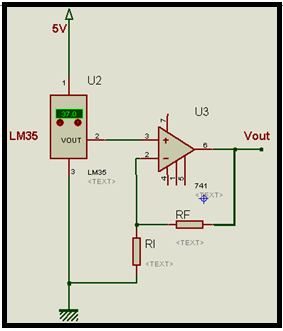 5V
1
U2
37.0
LM35
VOUT
2
3
LM35
<TEXT>
U3
7
3
2
6
Vout
4
1
5
741
<TEXT>
RF
<TEXT>
RI
<TEXT>